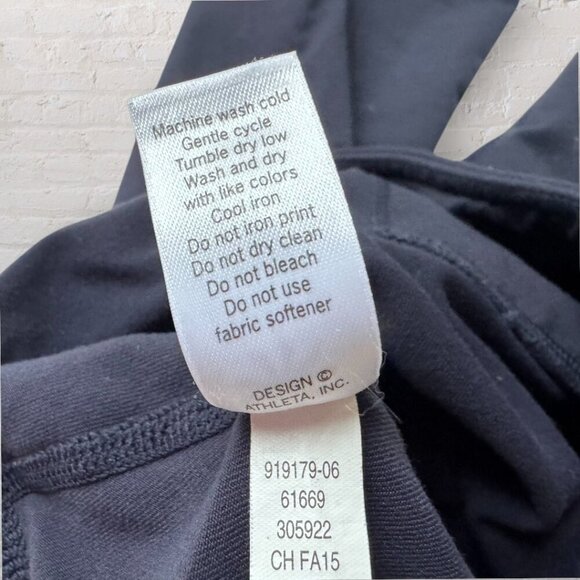 Machine wash cold
Gentle cycle
Tumble dry low
Wash and dry
with like colors
Cool iron
Do not iron print
Do not dry clean
Do not bleach
Do not use
fabric softener
DESIGN ©
ATHLETA, INC.
919179-06
61669
305922
CH FA15